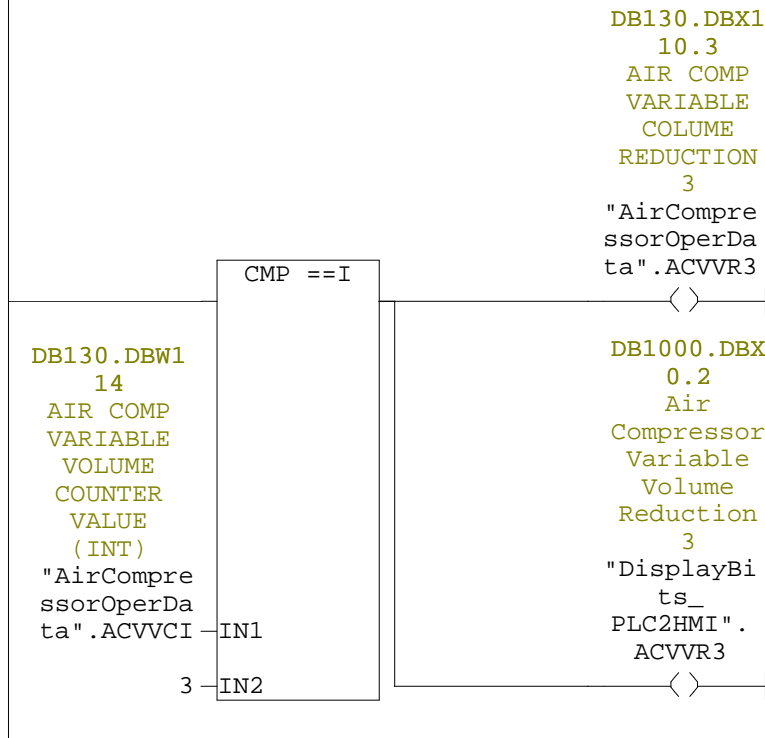 DB130.DBX1
10.3
AIR COMP
VARIABLE
COLUME
REDUCTION
3
"AirCompre
ssorOperDa
ta".ACVVR3
CMP ==I
DB130.DBW1
14
AIR COMP
VARIABLE
VOLUME
COUNTER
VALUE
(INT)
"AirCompre
ssorOperDa
ta".ACVVCI
IN1
3
IN2
DB1000.DBX
0.2
Air
Compressor
Variable
Volume
Reduction
3
"DisplayBi
ts_
PLC2HMI".
ACVVR3